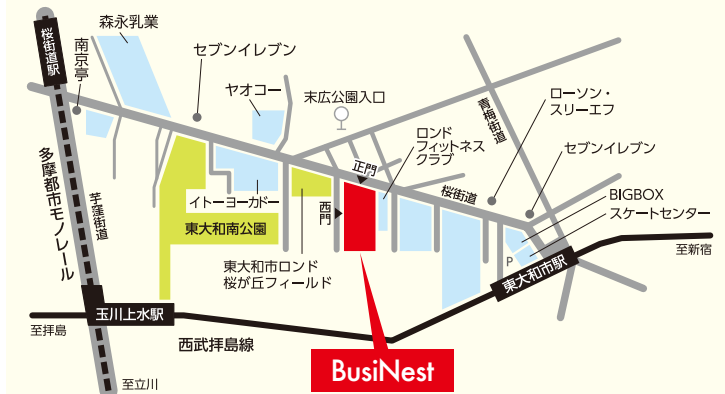 森永乳業
桜街道駅
南京亭
セブンイレブン
ヤオコー
末広公園入口
青梅街道
ローソン・
スリーエフ
ロンド
フィットネス
クラブ
セブンイレブン
正門
桜街道
BIGBOX
スケートセンター
イトーヨーカドー
西門
多摩都市モノレール
芋窪街道
東大和南公園
東大和市ロンド
桜が丘フィールド
P
東大和市駅
至新宿
玉川上水駅
至拝島
西武拝島線
BusiNest
至立川